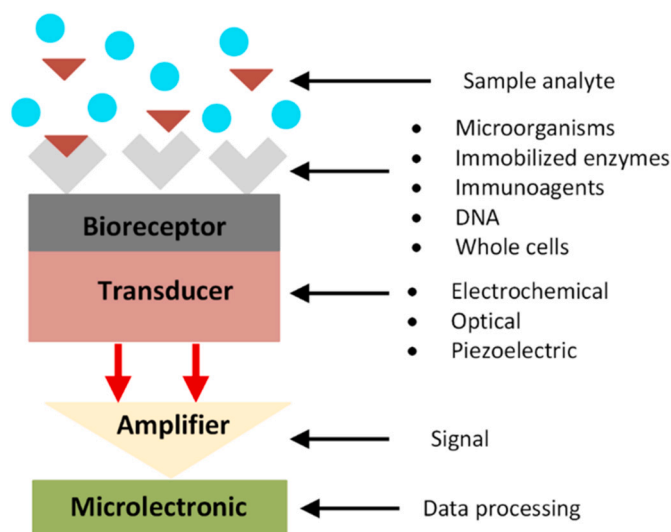 Sample analyte
• Microorganisms
• Immobilized enzymes
• Immunoagents
• DNA
• Whole cells
Bioreceptor
Transducer
• Electrochemical
• Optical
• Piezoelectric
Amplifier
Signal
Microlectronic
Data processing